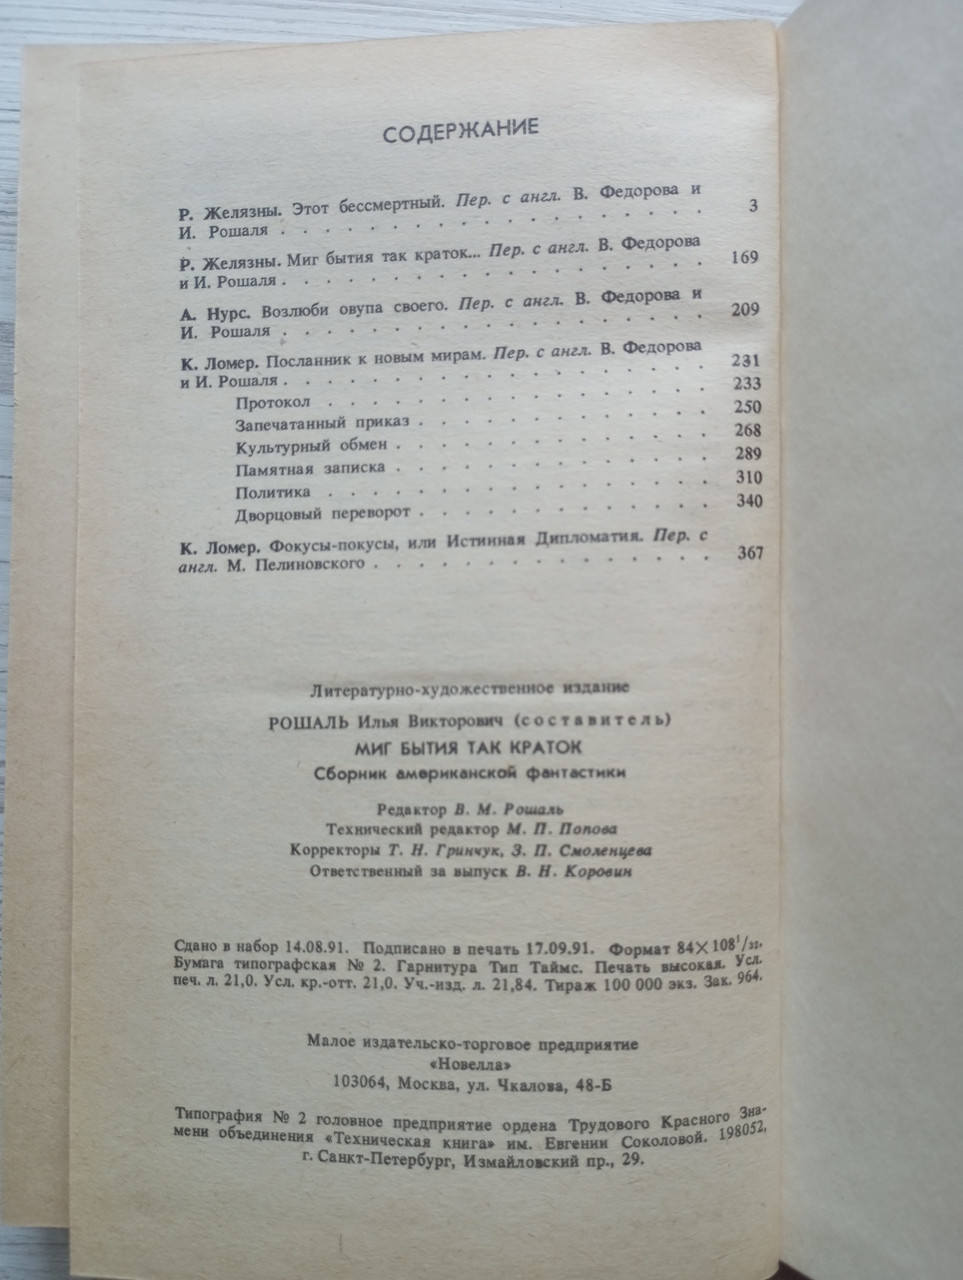 СОДЕРЖАНИЕ
Р. Желязны. Этот бессмертный. Пер. с англ. В. Федорова и
И. Рошаля . . . . . . . . . . . . . . . . . . 3
Р. Желязны. Миг бытия так краток... Пер. с англ. В. Федорова
и И. Рошаля . . . . . . . . . . . . . . . . . . 169
А. Нурс. Возлюби овупа своего. Пер. с англ. В. Федорова и
И. Рошаля . . . . . . . . . . . . . . . . . . 209
К. Ломер. Посланник к новым мирам. Пер. с англ. В. Федорова
и И. Рошаля . . . . . . . . . . . . . . . . . . 231
Протокол . . . . . . . . . . . . . . . . 233
Запечатанный приказ . . . . . . . . . . . . . 250
Культурный обмен . . . . . . . . . . . . . . 268
Памятная записка . . . . . . . . . . . . . . 289
Политика . . . . . . . . . . . . . . . . 310
Дворцовый переворот . . . . . . . . . . . . . 340
К. Ломер. Фокусы-покусы, или Истинная Дипломатия. Пер. с
англ. М. Пелиновского . . . . . . . . . . . . . . . 367
Литературно-художественное издание
РОШАЛЬ Илья Викторович (составитель)
МИГ БЫТИЯ ТАК КРАТОК
Сборник американской фантастики
Редактор В. М. Рошаль
Технический редактор М. П. Попова
Корректоры Т. Н. Гринчук, З. П. Смоленцева
Ответственный за выпуск В. Н. Коровин
Сдано в набор 14.08.91. Подписано в печать 17.09.91. Формат 84×108¹/₃₂.
Бумага типографская № 2. Гарнитура Тип Таймс. Печать высокая. Усл.
печ. л. 21,0. Усл. кр.-отт. 21,0. Уч.-изд. л. 21,84. Тираж 100 000 экз. Зак. 964.
Малое издательско-торговое предприятие
«Новелла»
103064, Москва, ул. Чкалова, 48-Б
Типография № 2 головное предприятие ордена Трудового Красного Зна-
мени объединения «Техническая книга» им. Евгении Соколовой. 198052,
г. Санкт-Петербург, Измайловский пр., 29.